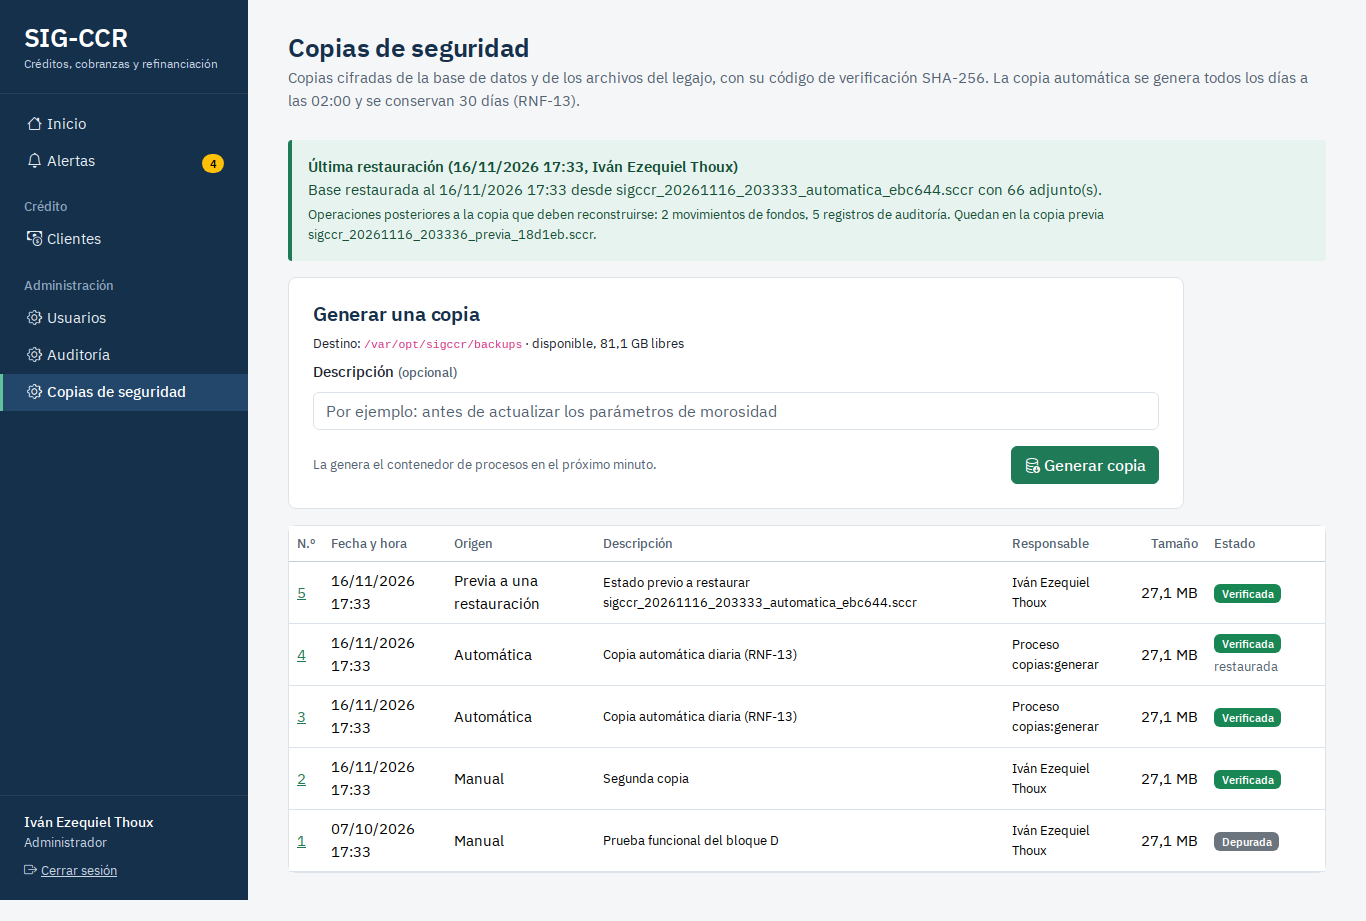 SIG-CCR
Créditos, cobranzas y refinanciación
Inicio
Alertas
4
Crédito
Clientes
Administración
Usuarios
Auditoría
Copias de seguridad
Iván Ezequiel Thoux
Administrador
Cerrar sesión
Copias de seguridad
Copias cifradas de la base de datos y de los archivos del legajo, con su código de verificación SHA-256. La copia automática se genera todos los días a
las 02:00 y se conservan 30 días (RNF-13).
Última restauración (16/11/2026 17:33, Iván Ezequiel Thoux)
Base restaurada al 16/11/2026 17:33 desde sigccr_20261116_203333_automatica_ebc644.sccr con 66 adjunto(s).
Operaciones posteriores a la copia que deben reconstruirse: 2 movimientos de fondos, 5 registros de auditoría. Quedan en la copia previa
sigccr_20261116_203336_previa_18d1eb.sccr.
Generar una copia
Destino: /var/opt/sigccr/backups · disponible, 81,1 GB libres
Descripción (opcional)
Por ejemplo: antes de actualizar los parámetros de morosidad
La genera el contenedor de procesos en el próximo minuto.
Generar copia
N.º Fecha y hora Origen Descripción Responsable Tamaño Estado
5 16/11/2026 17:33 Previa a una restauración Estado previo a restaurar sigccr_20261116_203333_automatica_ebc644.sccr Iván Ezequiel Thoux 27,1 MB Verificada
4 16/11/2026 17:33 Automática Copia automática diaria (RNF-13) Proceso copias:generar 27,1 MB Verificada restaurada
3 16/11/2026 17:33 Automática Copia automática diaria (RNF-13) Proceso copias:generar 27,1 MB Verificada
2 16/11/2026 17:33 Manual Segunda copia Iván Ezequiel Thoux 27,1 MB Verificada
1 07/10/2026 17:33 Manual Prueba funcional del bloque D Iván Ezequiel Thoux 27,1 MB Depurada